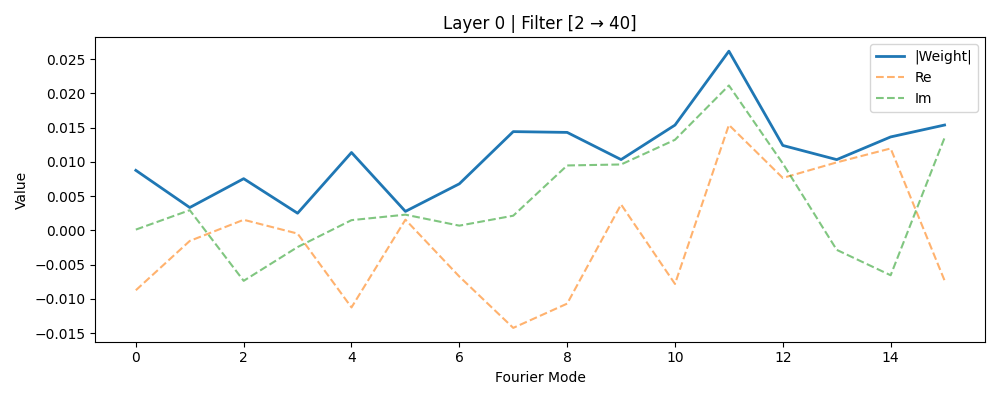 Layer 0 | Filter [2 → 40]
0.025
0.020
0.015
0.010
0.005
0.000
−0.005
−0.010
−0.015
Value
|Weight|
Re
Im
0 2 4 6 8 10 12 14
Fourier Mode